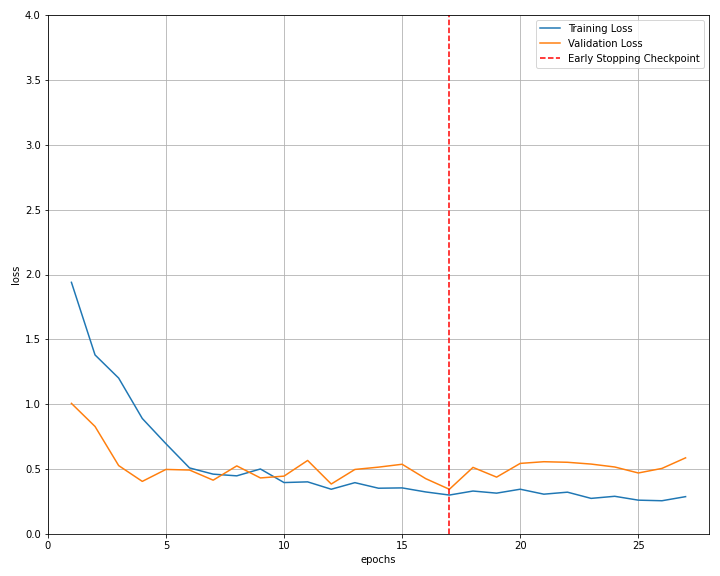 Training Loss
Validation Loss
Early Stopping Checkpoint
4.0
3.5
3.0
2.5
2.0
1.5
1.0
0.5
0.0
loss
0 5 10 15 20 25
epochs